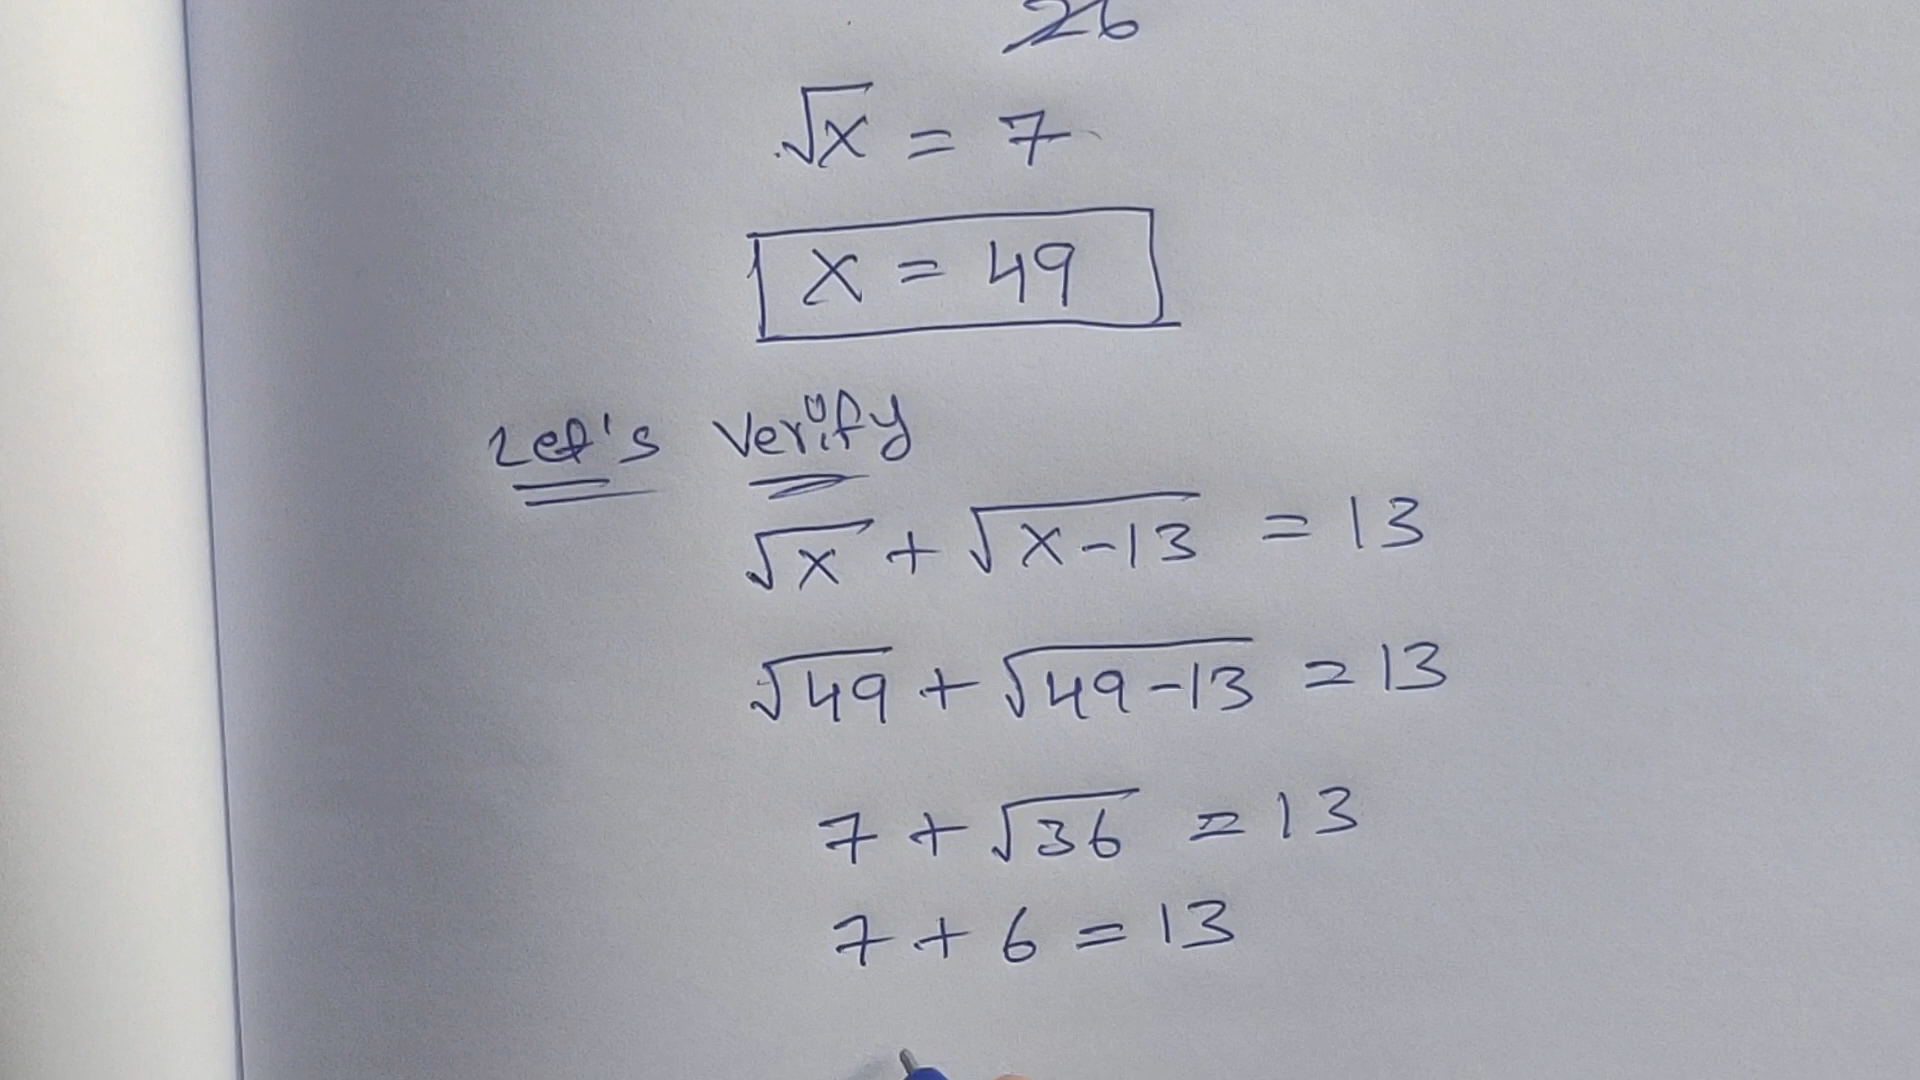 26
√x = 7
x = 49
Let's Verify
√x + √x-13 = 13
√49 + √49-13 = 13
7 + √36 = 13
7 + 6 = 13